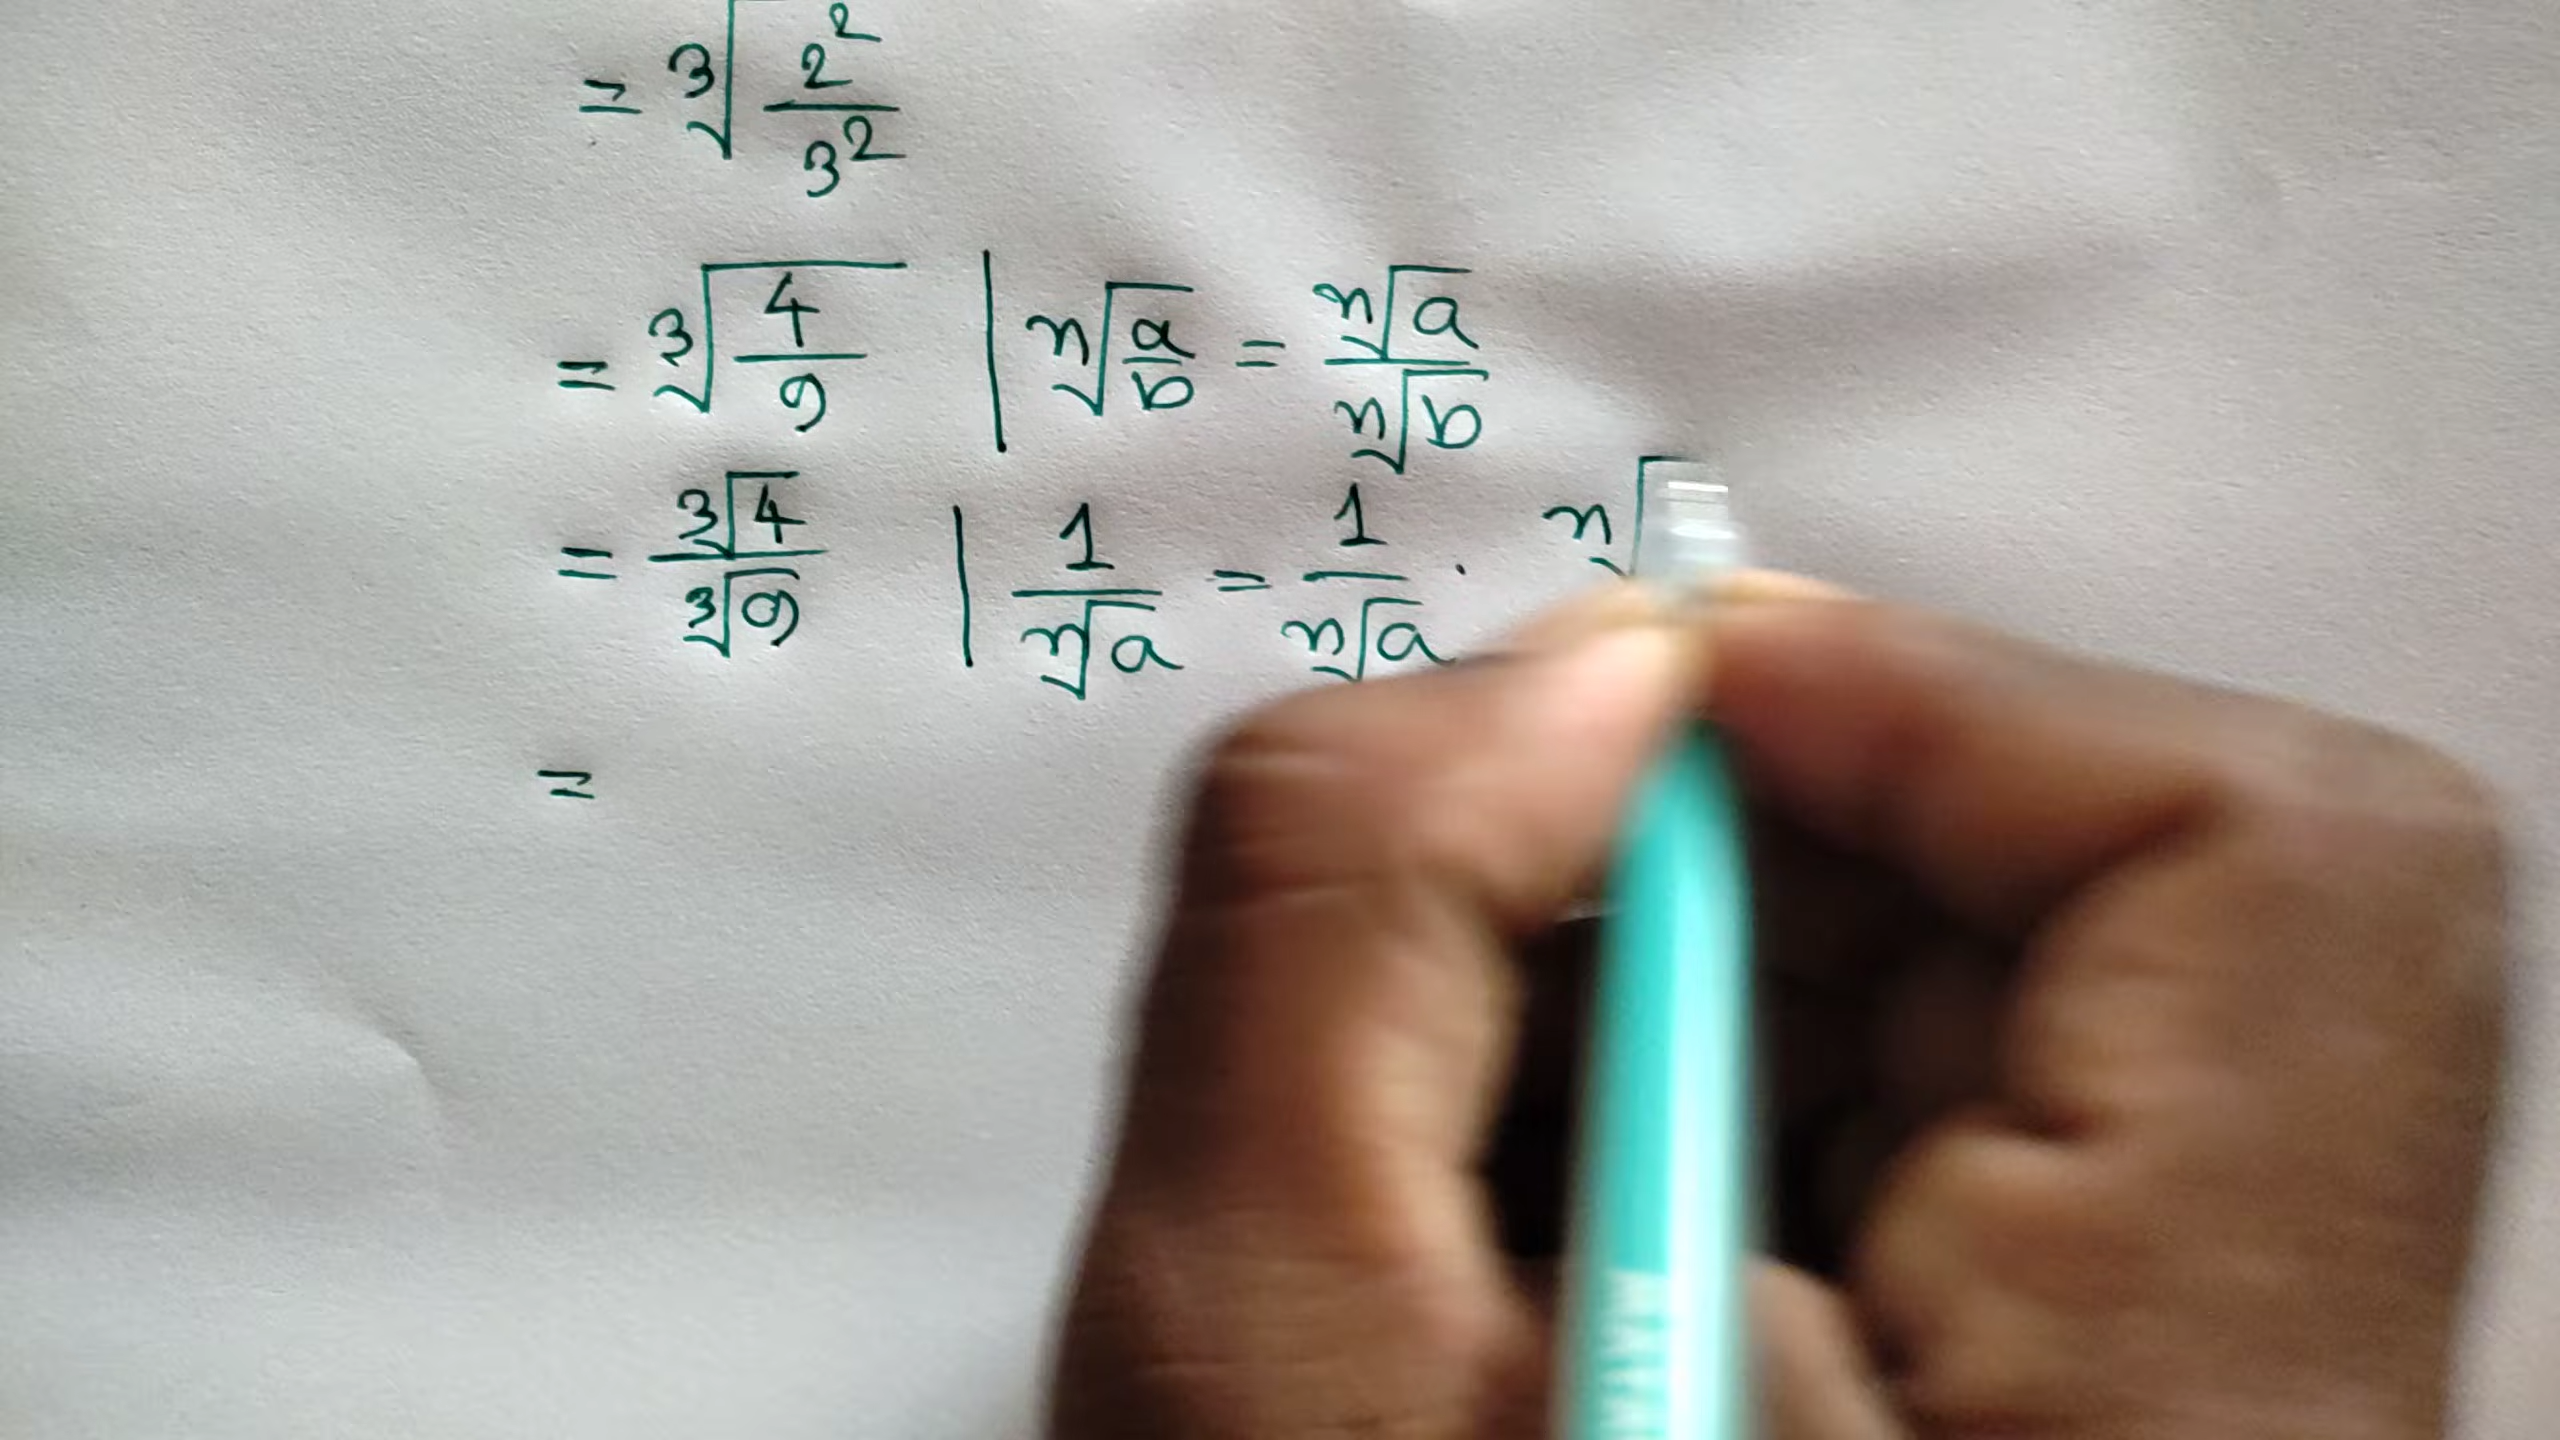 = ∛(2²/3²)
= ∛(4/9) | ⁿ√(a/b) = ⁿ√a / ⁿ√b
= ∛4 / ∛9 | 1/ⁿ√a = 1/ⁿ√a · ⁿ√
=